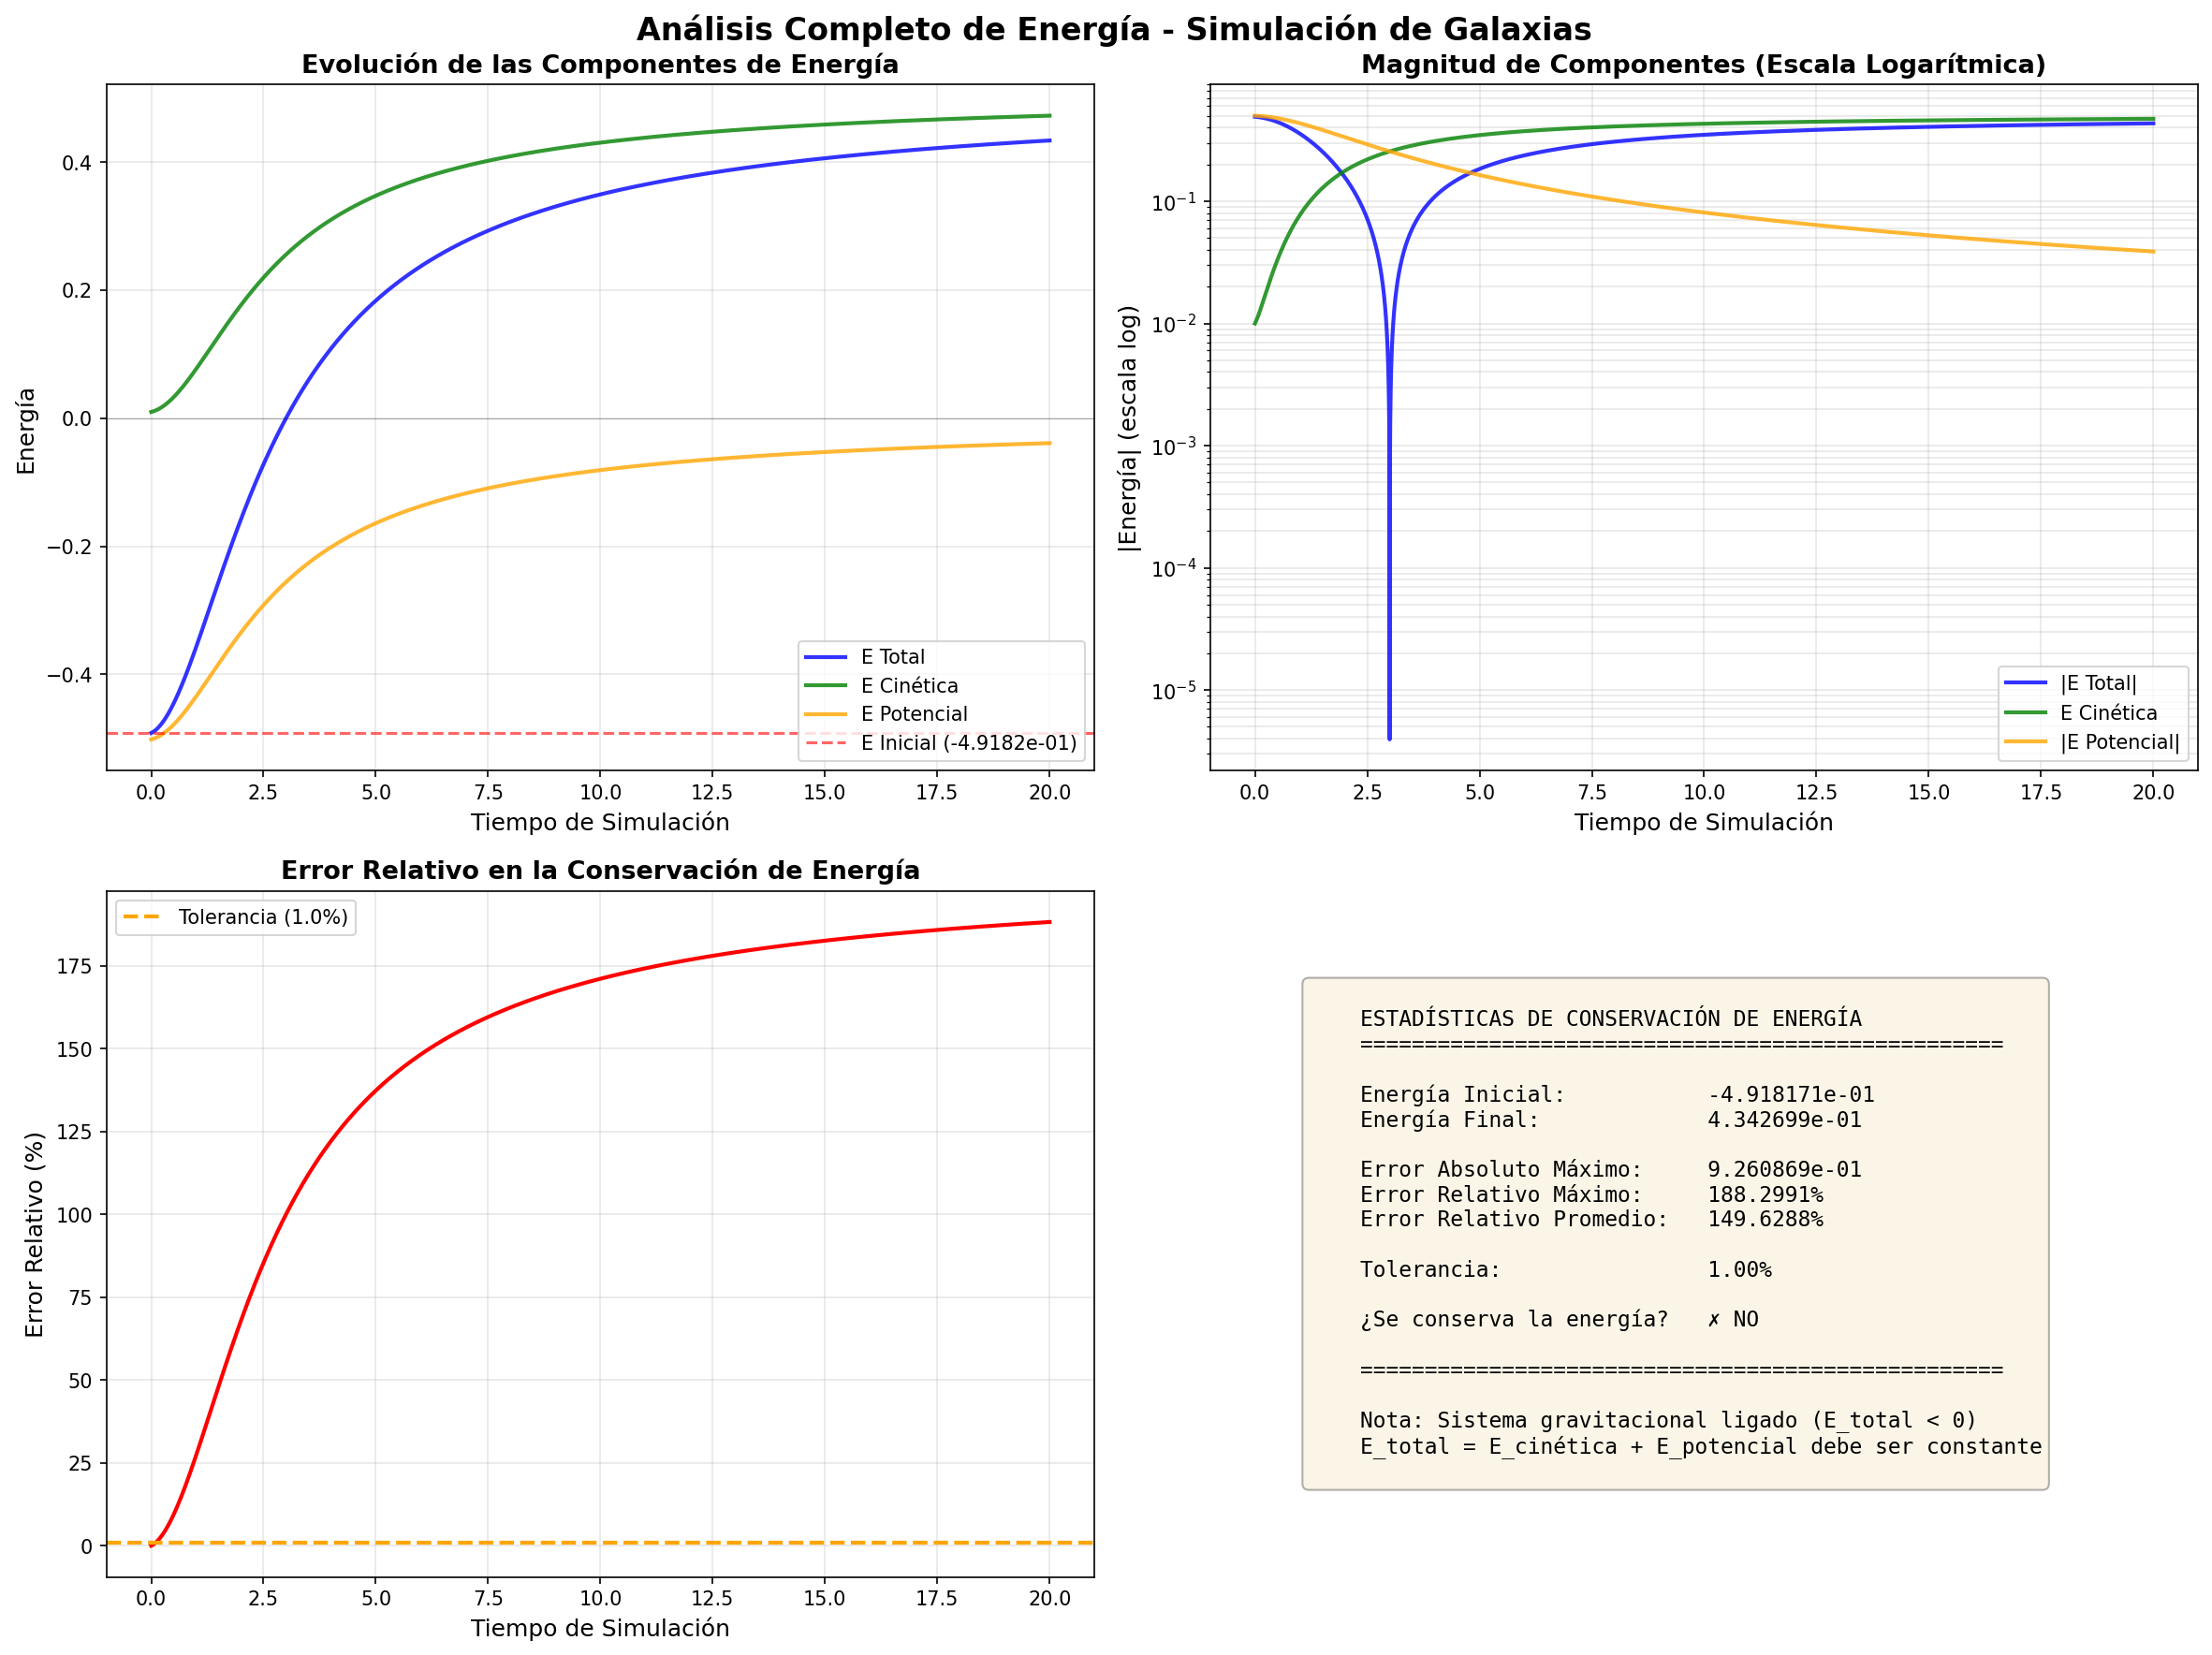 Análisis Completo de Energía - Simulación de Galaxias
Evolución de las Componentes de Energía
Energía
0.4
0.2
0.0
−0.2
−0.4
0.0 2.5 5.0 7.5 10.0 12.5 15.0 17.5 20.0
Tiempo de Simulación
E Total
E Cinética
E Potencial
E Inicial (-4.9182e-01)
Magnitud de Componentes (Escala Logarítmica)
|Energía| (escala log)
10⁻¹
10⁻²
10⁻³
10⁻⁴
10⁻⁵
0.0 2.5 5.0 7.5 10.0 12.5 15.0 17.5 20.0
Tiempo de Simulación
|E Total|
E Cinética
|E Potencial|
Error Relativo en la Conservación de Energía
Error Relativo (%)
Tolerancia (1.0%)
175
150
125
100
75
50
25
0
0.0 2.5 5.0 7.5 10.0 12.5 15.0 17.5 20.0
Tiempo de Simulación
ESTADÍSTICAS DE CONSERVACIÓN DE ENERGÍA
==================================================
Energía Inicial: -4.918171e-01
Energía Final: 4.342699e-01
Error Absoluto Máximo: 9.260869e-01
Error Relativo Máximo: 188.2991%
Error Relativo Promedio: 149.6288%
Tolerancia: 1.00%
¿Se conserva la energía? ✗ NO
==================================================
Nota: Sistema gravitacional ligado (E_total < 0)
E_total = E_cinética + E_potencial debe ser constante